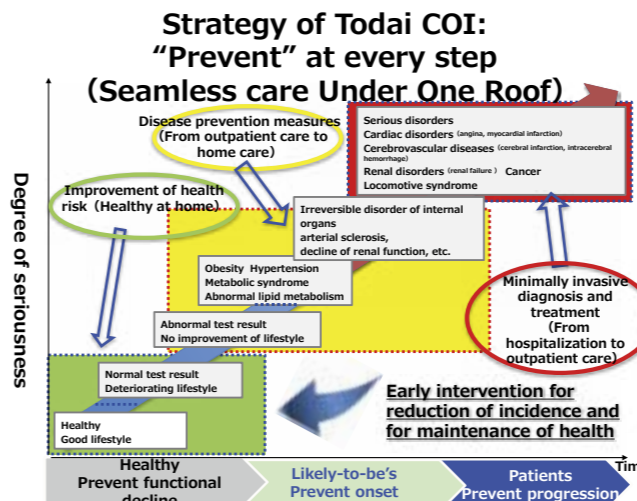 Strategy of Todai COI:
“Prevent” at every step
(Seamless care Under One Roof)
Disease prevention measures
(From outpatient care to
home care)
Serious disorders
Cardiac disorders (angina, myocardial infarction)
Cerebrovascular diseases (cerebral infarction, intracerebral
hemorrhage)
Renal disorders (renal failure) Cancer
Locomotive syndrome
Improvement of health
risk (Healthy at home)
Degree of seriousness
Irreversible disorder of internal
organs
arterial sclerosis,
decline of renal function, etc.
Obesity Hypertension
Metabolic syndrome
Abnormal lipid metabolism
Minimally invasive
diagnosis and
treatment
(From
hospitalization to
outpatient care)
Abnormal test result
No improvement of lifestyle
Normal test result
Deteriorating lifestyle
Early intervention for
reduction of incidence and
for maintenance of health
Healthy
Good lifestyle
Tim
Healthy
Prevent functional
decline
Likely-to-be's
Prevent onset
Patients
Prevent progression